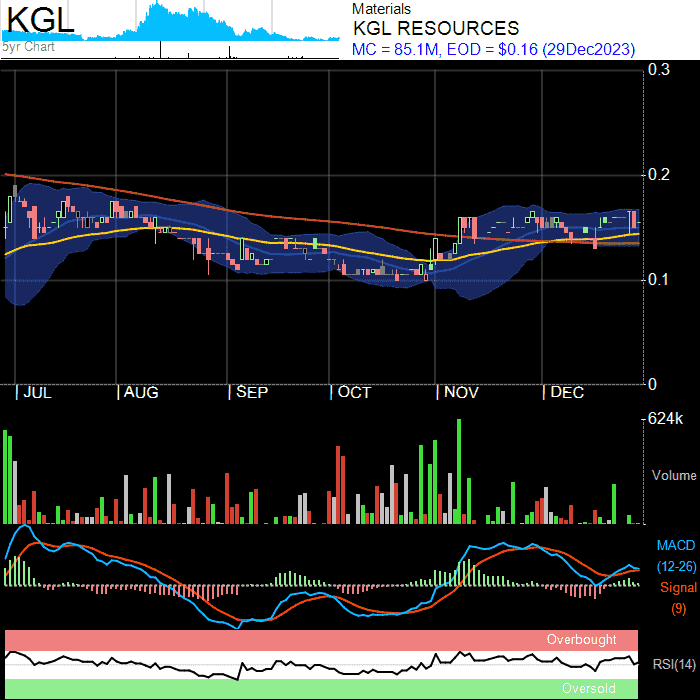 KGL
5yr Chart
Materials
KGL RESOURCES
MC = 85.1M, EOD = $0.16 (29Dec2023)
0.3
0.2
0.1
0
JUL AUG SEP OCT NOV DEC
624k
Volume
MACD
(12-26)
Signal
(9)
Overbought
RSI(14)
Oversold